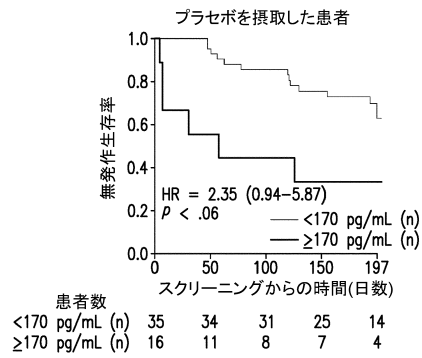 プラセボを摂取した患者
無発作生存率
1.0
0.8
0.6
0.4
0.2
0.0
HR = 2.35 (0.94–5.87)
P < .06
<170 pg/mL (n)
≥170 pg/mL (n)
0 50 100 150 197
スクリーニングからの時間(日数)
患者数
<170 pg/mL (n) 35 34 31 25 14
≥170 pg/mL (n) 16 11 8 7 4